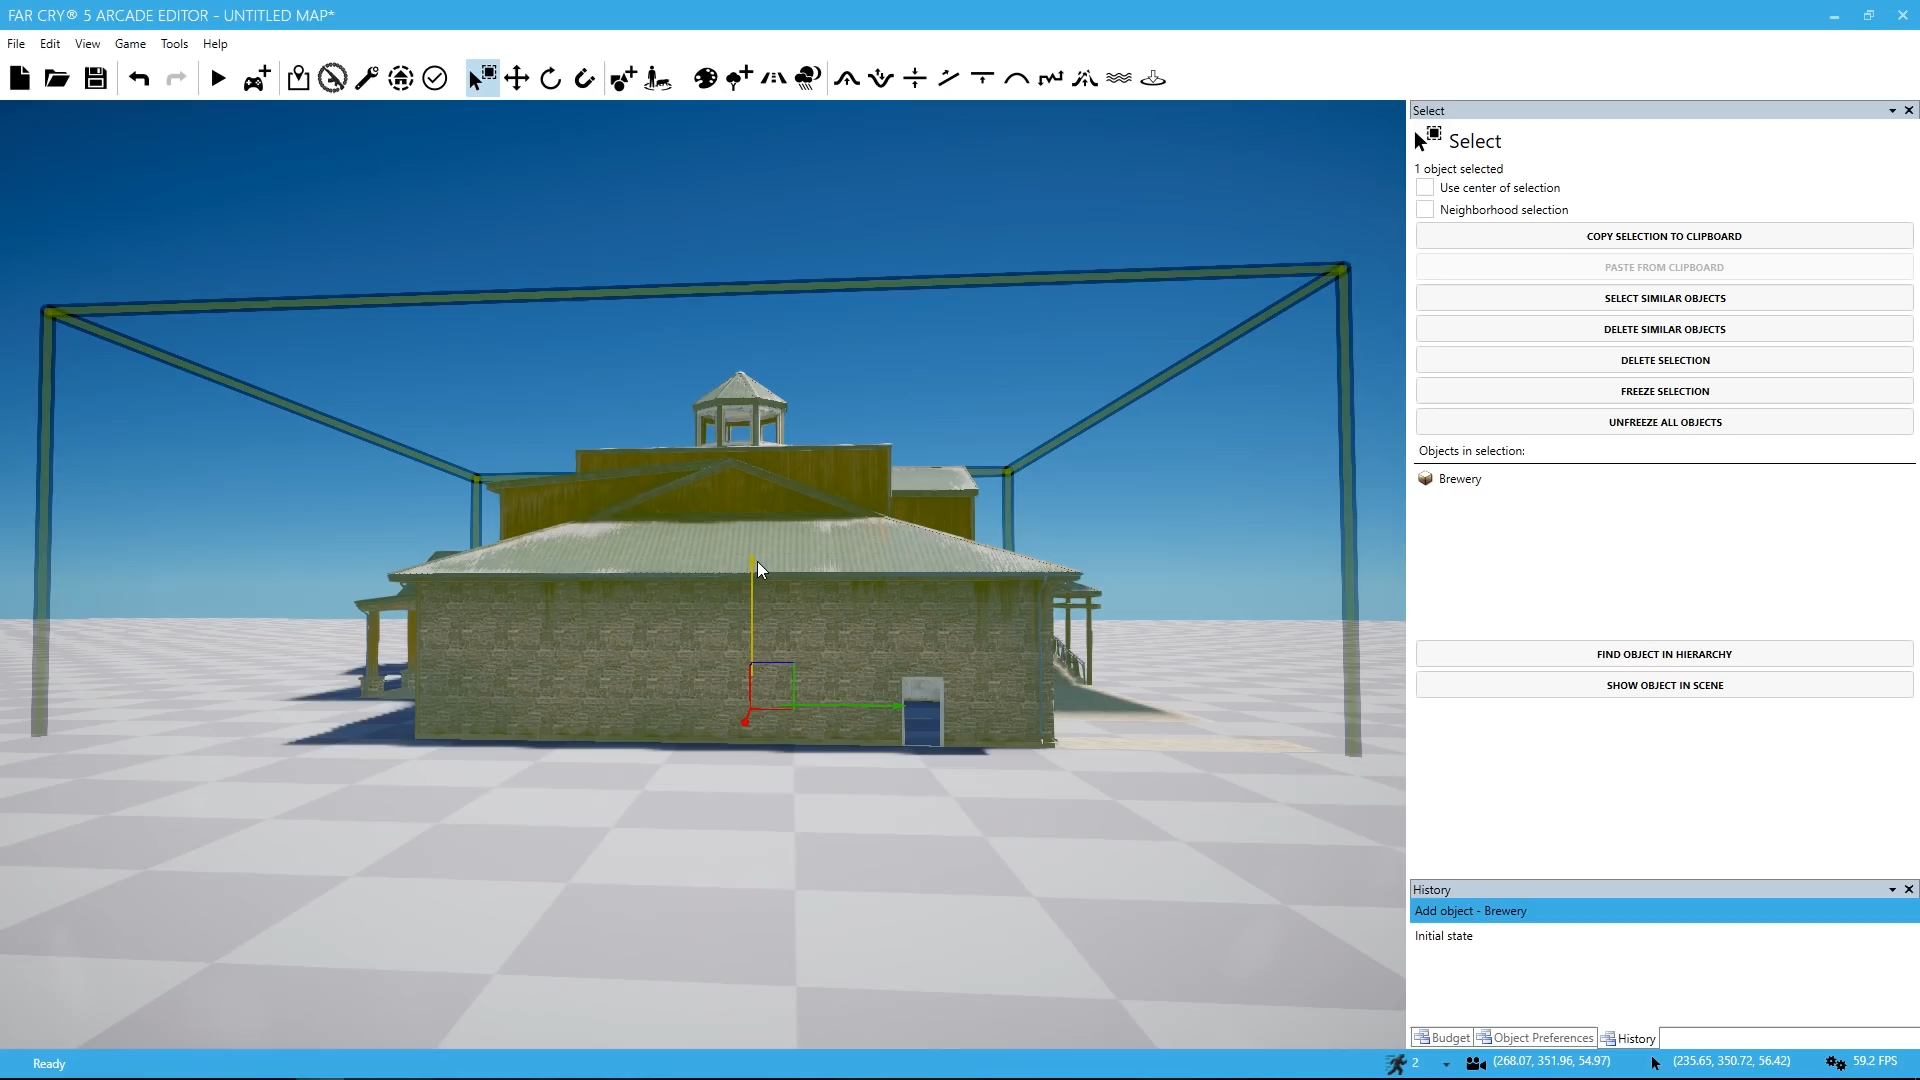 FAR CRY® 5 ARCADE EDITOR - UNTITLED MAP*
File Edit View Game Tools Help
Select
Select
1 object selected
Use center of selection
Neighborhood selection
COPY SELECTION TO CLIPBOARD
PASTE FROM CLIPBOARD
SELECT SIMILAR OBJECTS
DELETE SIMILAR OBJECTS
DELETE SELECTION
FREEZE SELECTION
UNFREEZE ALL OBJECTS
Objects in selection:
Brewery
FIND OBJECT IN HIERARCHY
SHOW OBJECT IN SCENE
History
Add object - Brewery
Initial state
Budget Object Preferences History
Ready 2 (268.07, 351.96, 54.97) (235.65, 350.72, 56.42) 59.2 FPS